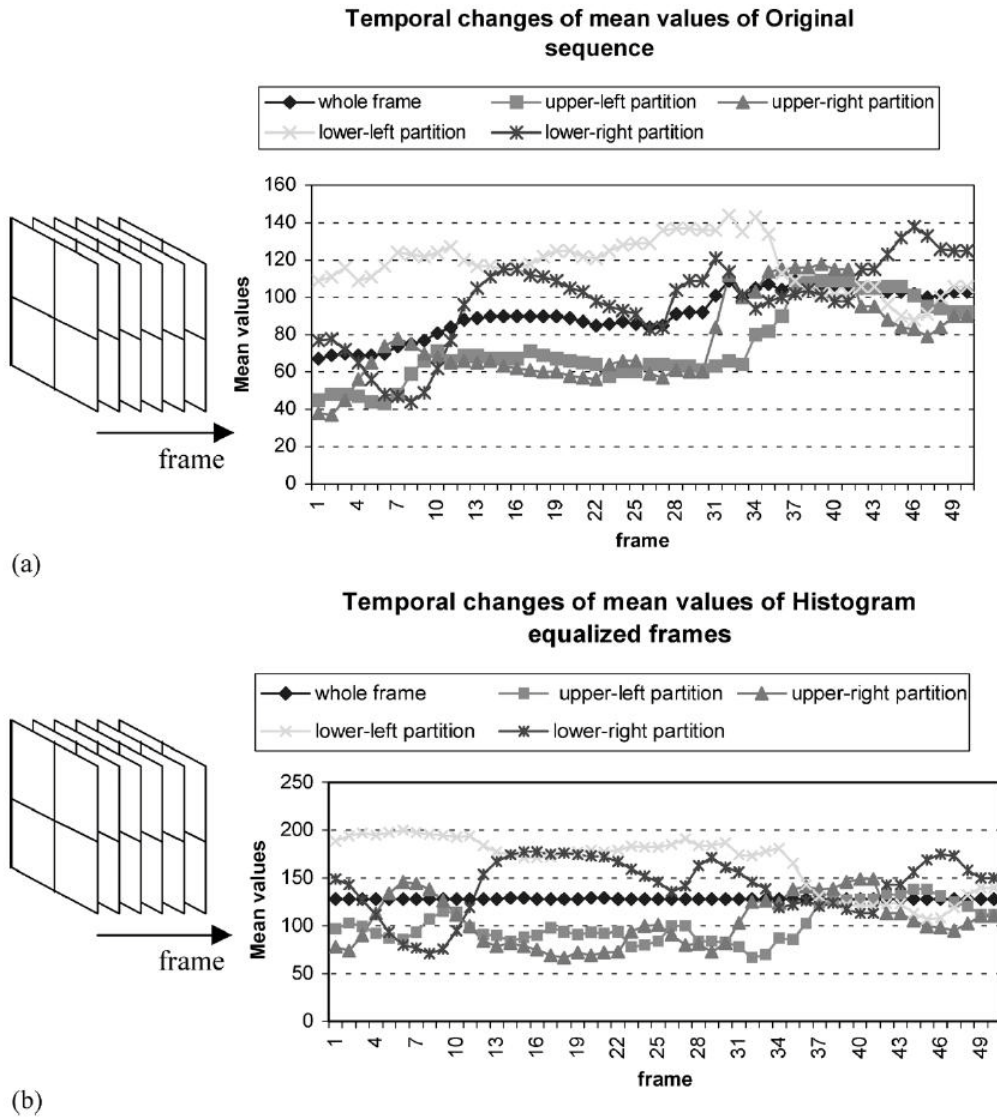 Temporal changes of mean values of Original
sequence
whole frame upper-left partition upper-right partition
lower-left partition lower-right partition
160
140
120
100
80
60
40
20
0
Mean values
1 4 7 10 13 16 19 22 25 28 31 34 37 40 43 46 49
frame
frame
(a)
Temporal changes of mean values of Histogram
equalized frames
whole frame upper-left partition upper-right partition
lower-left partition lower-right partition
250
200
150
100
50
0
Mean values
1 4 7 10 13 16 19 22 25 28 31 34 37 40 43 46 49
frame
frame
(b)